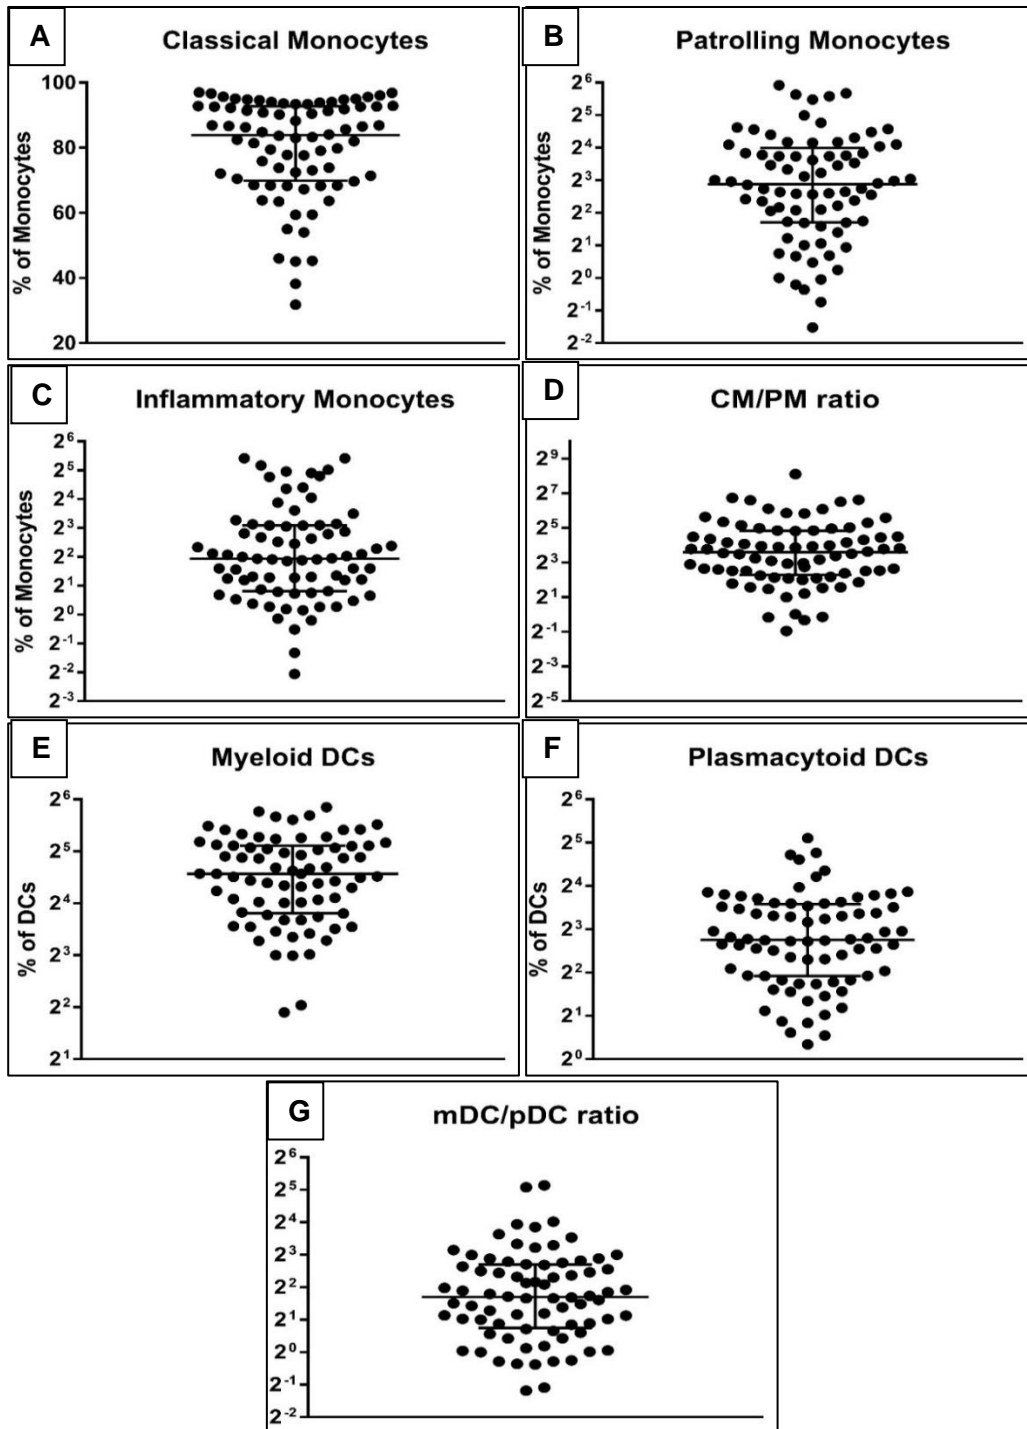 A
Classical Monocytes
% of Monocytes
100
80
60
40
20
B
Patrolling Monocytes
% of Monocytes
2⁶
2⁵
2⁴
2³
2²
2¹
2⁰
2⁻¹
2⁻²
C
Inflammatory Monocytes
% of Monocytes
2⁶
2⁵
2⁴
2³
2²
2¹
2⁰
2⁻¹
2⁻²
2⁻³
D
CM/PM ratio
2⁹
2⁷
2⁵
2³
2¹
2⁻¹
2⁻³
2⁻⁵
E
Myeloid DCs
% of DCs
2⁶
2⁵
2⁴
2³
2²
2¹
F
Plasmacytoid DCs
% of DCs
2⁶
2⁵
2⁴
2³
2²
2¹
2⁰
G
mDC/pDC ratio
2⁶
2⁵
2⁴
2³
2²
2¹
2⁰
2⁻¹
2⁻²